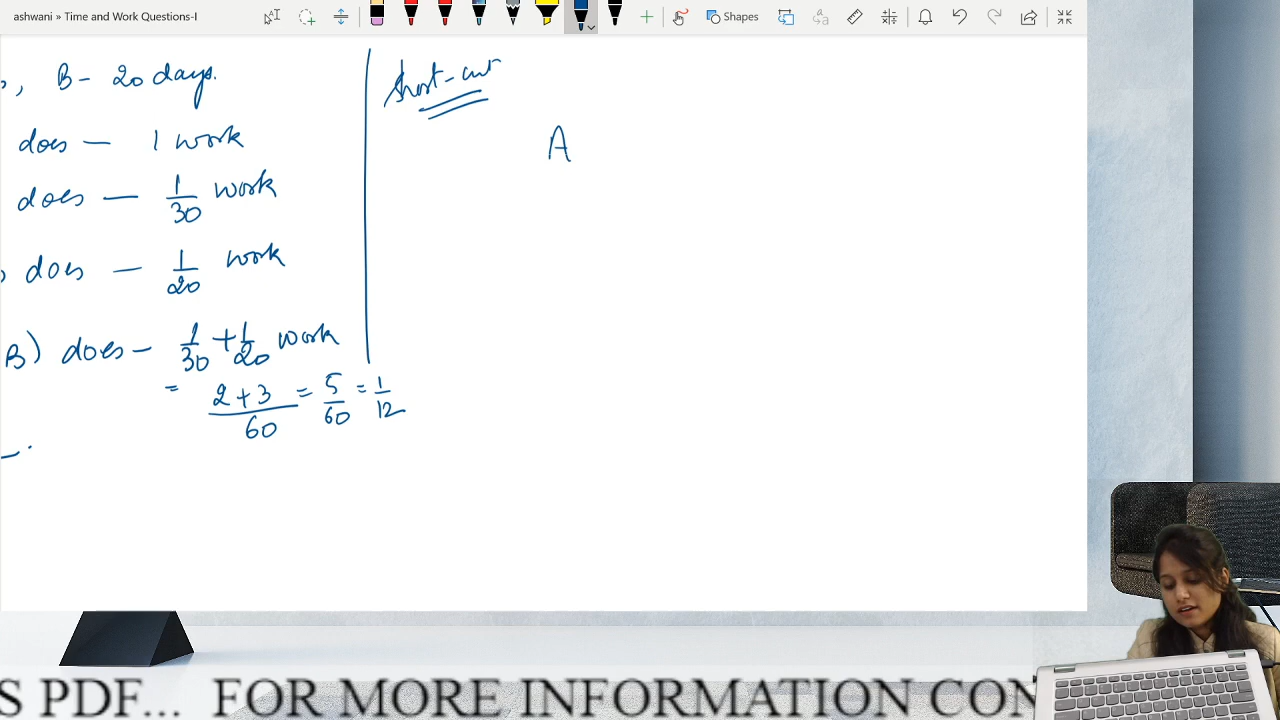 ashwani » Time and Work Questions-I
Shapes
, B - 20 days.
does — 1 work
does — 1/30 work
does — 1/20 work
B) does - 1/30 + 1/20 work
= 2+3/60 = 5/60 = 1/12
Short-cut
A
S PDF... FOR MORE INFORMATION CON